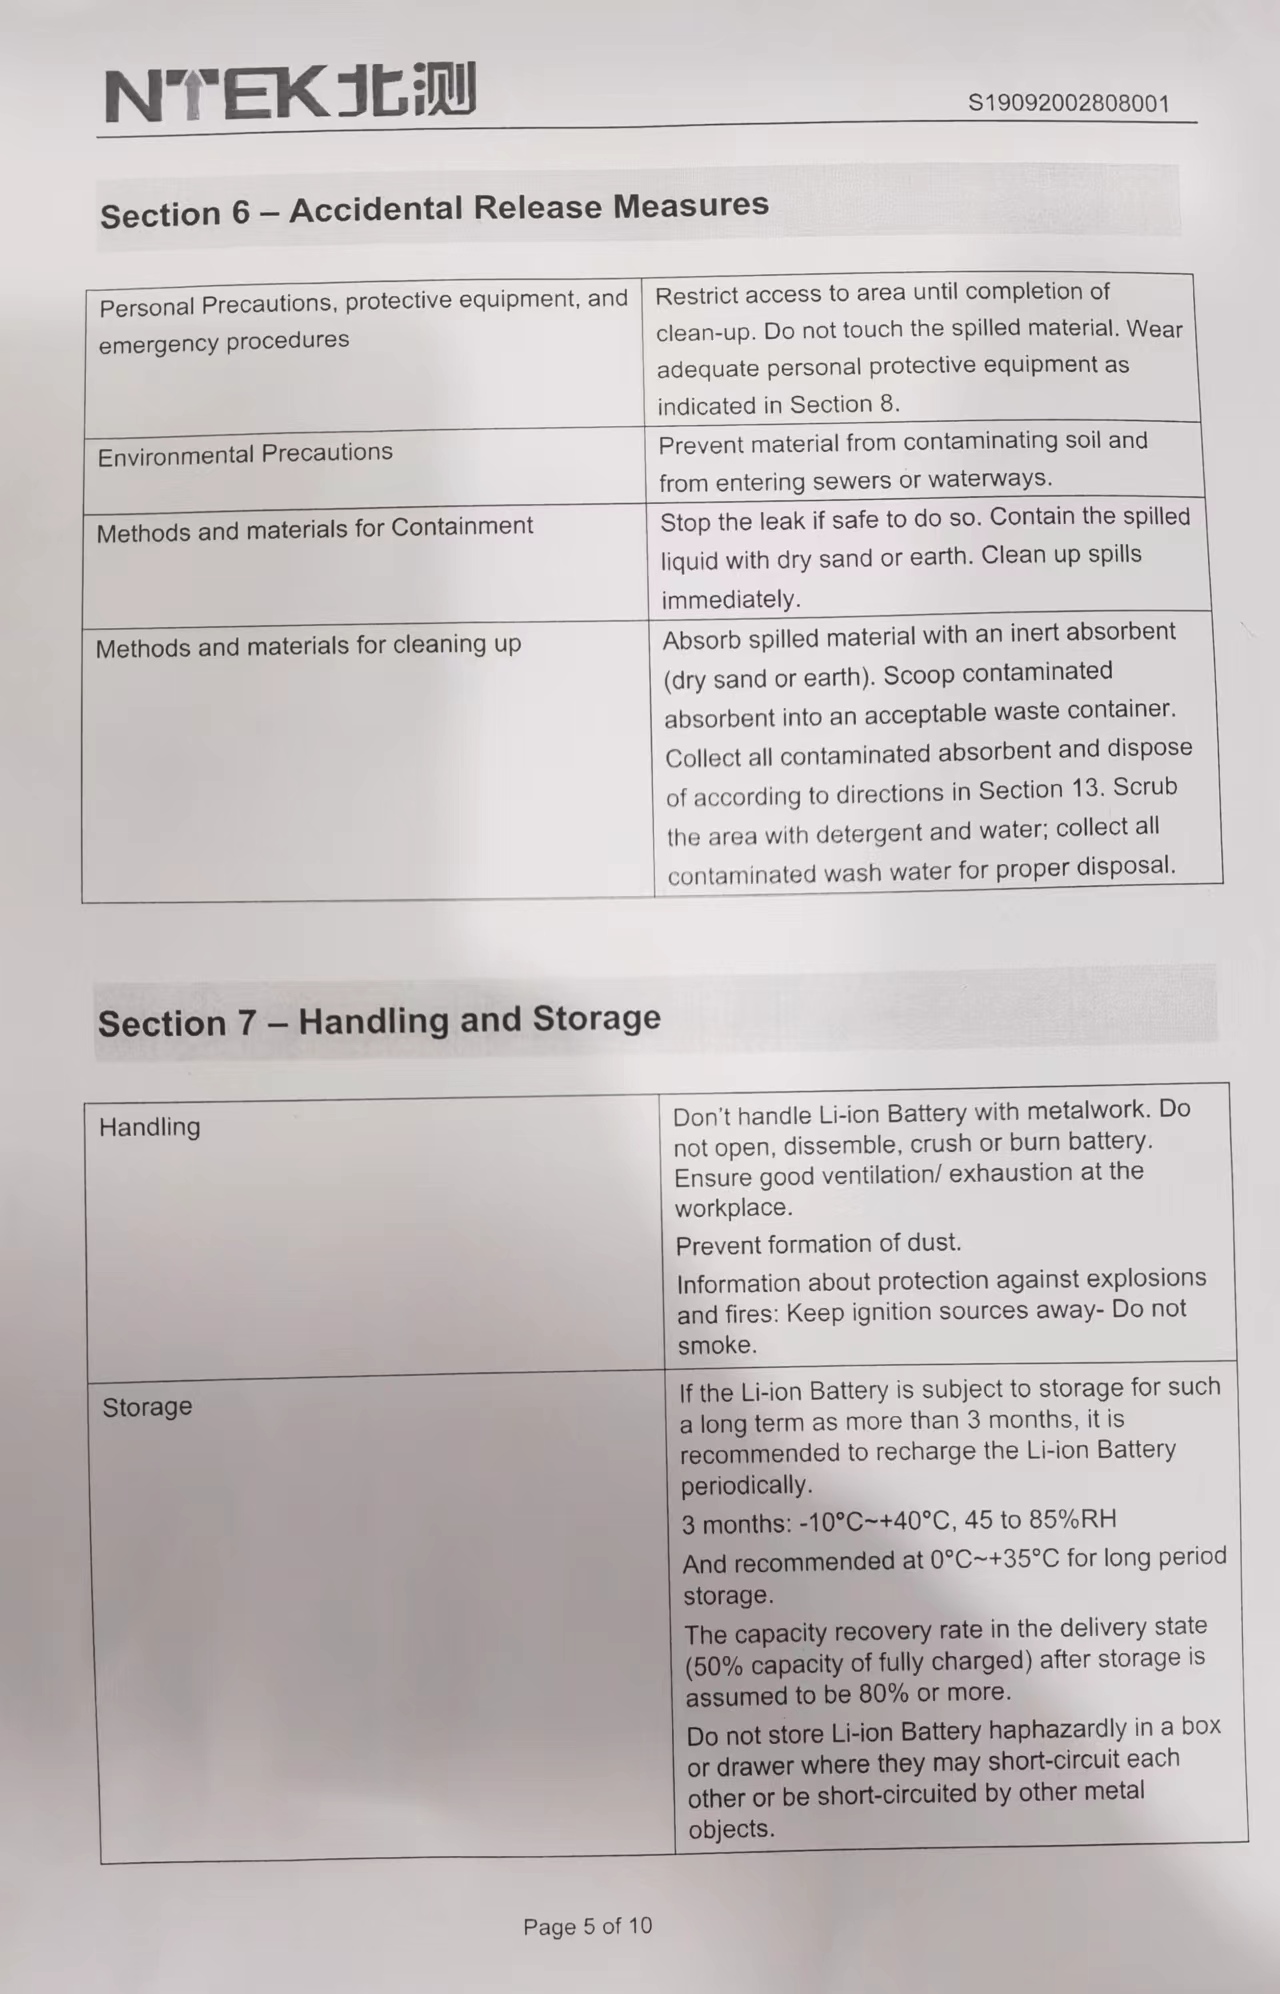 NTEK北测
S19092002808001
Section 6 – Accidental Release Measures
Personal Precautions, protective equipment, and
emergency procedures
Restrict access to area until completion of
clean-up. Do not touch the spilled material. Wear
adequate personal protective equipment as
indicated in Section 8.
Environmental Precautions
Prevent material from contaminating soil and
from entering sewers or waterways.
Methods and materials for Containment
Stop the leak if safe to do so. Contain the spilled
liquid with dry sand or earth. Clean up spills
immediately.
Methods and materials for cleaning up
Absorb spilled material with an inert absorbent
(dry sand or earth). Scoop contaminated
absorbent into an acceptable waste container.
Collect all contaminated absorbent and dispose
of according to directions in Section 13. Scrub
the area with detergent and water; collect all
contaminated wash water for proper disposal.
Section 7 – Handling and Storage
Handling
Don't handle Li-ion Battery with metalwork. Do
not open, dissemble, crush or burn battery.
Ensure good ventilation/ exhaustion at the
workplace.
Prevent formation of dust.
Information about protection against explosions
and fires: Keep ignition sources away- Do not
smoke.
Storage
If the Li-ion Battery is subject to storage for such
a long term as more than 3 months, it is
recommended to recharge the Li-ion Battery
periodically.
3 months: -10°C~+40°C, 45 to 85%RH
And recommended at 0°C~+35°C for long period
storage.
The capacity recovery rate in the delivery state
(50% capacity of fully charged) after storage is
assumed to be 80% or more.
Do not store Li-ion Battery haphazardly in a box
or drawer where they may short-circuit each
other or be short-circuited by other metal
objects.
Page 5 of 10